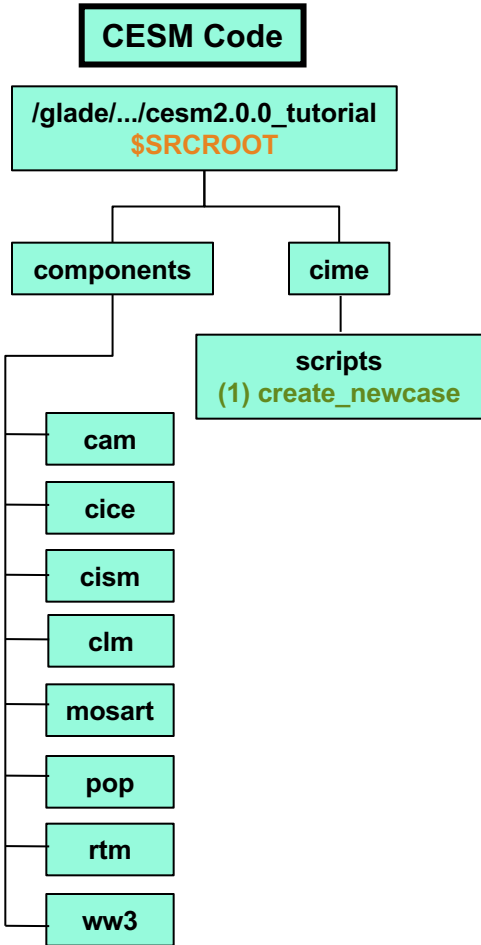 CESM Code
/glade/.../cesm2.0.0_tutorial
$SRCROOT
components
cime
scripts
(1) create_newcase
cam
cice
cism
clm
mosart
pop
rtm
ww3